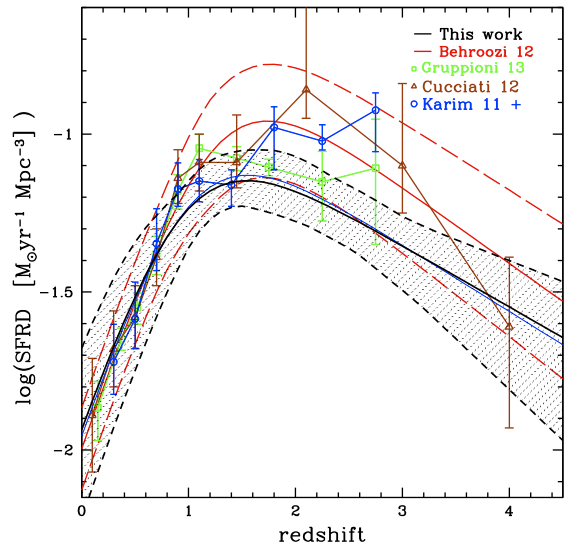 This work
Behroozi 12
Gruppioni 13
Cucciati 12
Karim 11 +
log(SFRD [M⊙yr⁻¹ Mpc⁻³] )
−1
−1.5
−2
0 1 2 3 4
redshift